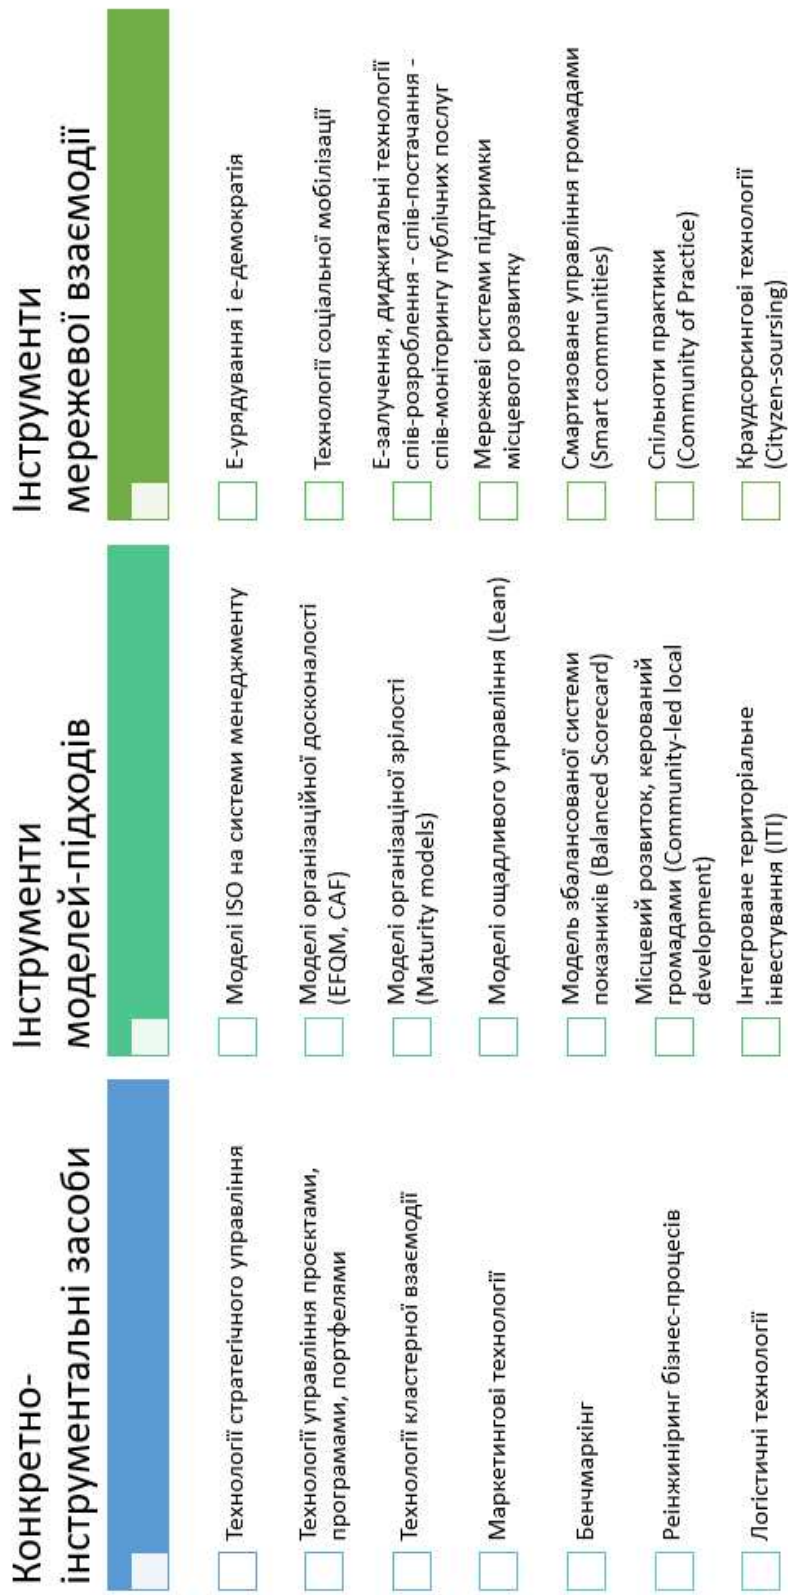 Конкретно-
інструментальні засоби
Технології стратегічного управління
Технології управління проєктами,
програмами, портфелями
Технології кластерної взаємодії
Маркетингові технології
Бенчмаркінг
Реінжиніринг бізнес-процесів
Логістичні технології
Інструменти
моделей-підходів
Моделі ISO на системи менеджменту
Моделі організаційної досконалості
(EFQM, CAF)
Моделі організаціної зрілості
(Maturity models)
Моделі ощадливого управління (Lean)
Модель збалансованої системи
показників (Balanced Scorecard)
Місцевий розвиток, керований
громадами (Community-led local
development)
Інтегроване територіальне
інвестування (ITI)
Інструменти
мережевої взаємодії
Е-урядування і е-демократія
Технології соціальної мобілізації
Е-залучення, диджитальні технології
спів-розроблення - спів-постачання -
спів-моніторингу публічних послуг
Мережеві системи підтримки
місцевого розвитку
Смартизоване управління громадами
(Smart communities)
Спільноти практики
(Community of Practice)
Краудсорсингові технології
(Cityzen-soursing)